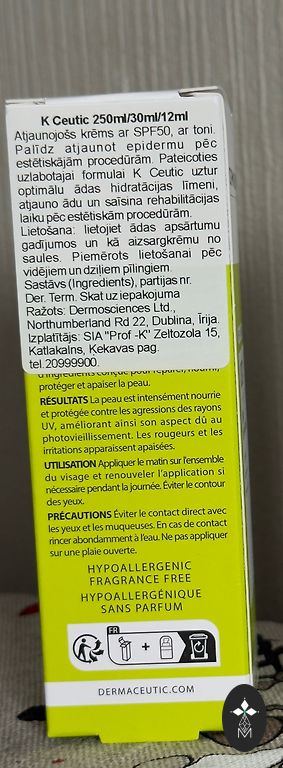 K Ceutic 250ml/30ml/12ml
Atjaunojošs krēms ar SPF50, ar toni.
Palīdz atjaunot epidermu pēc
estētiskajām procedūrām. Pateicoties
uzlabotajai formulai K Ceutic uztur
optimālu ādas hidratācijas līmeni,
atjauno ādu un saīsina rehabilitācijas
laiku pēc estētiskām procedūrām.
Lietošana: lietojiet ādas apsārtumu
gadījumos un kā aizsargkrēmu no
saules. Piemērots lietošanai pēc
vidējiem un dziļiem pīlingiem.
Sastāvs (Ingredients), partijas nr.
Der. Term. Skat uz iepakojuma
Ražots: Dermosciences Ltd.,
Northumberland Rd 22, Dublina, Īrija.
Izplatītājs: SIA "Prof -K" Zeltozola 15,
Katlakalns, Ķekavas pag.
tel.20999900.
protéger et apaiser la peau.
RÉSULTATS La peau est intensément nourrie
et protégée contre les agressions des rayons
UV, améliorant ainsi son aspect dû au
photovieillissement. Les rougeurs et les
irritations apparaissent apaisées.
UTILISATION Appliquer le matin sur l'ensemble
du visage et renouveler l'application si
nécessaire pendant la journée. Éviter le contour
des yeux.
PRÉCAUTIONS Éviter le contact direct avec
les yeux et les muqueuses. En cas de contact
rincer abondamment à l'eau. Ne pas appliquer
sur une plaie ouverte.
HYPOALLERGENIC
FRAGRANCE FREE
HYPOALLERGÉNIQUE
SANS PARFUM
FR
DERMACEUTIC.COM